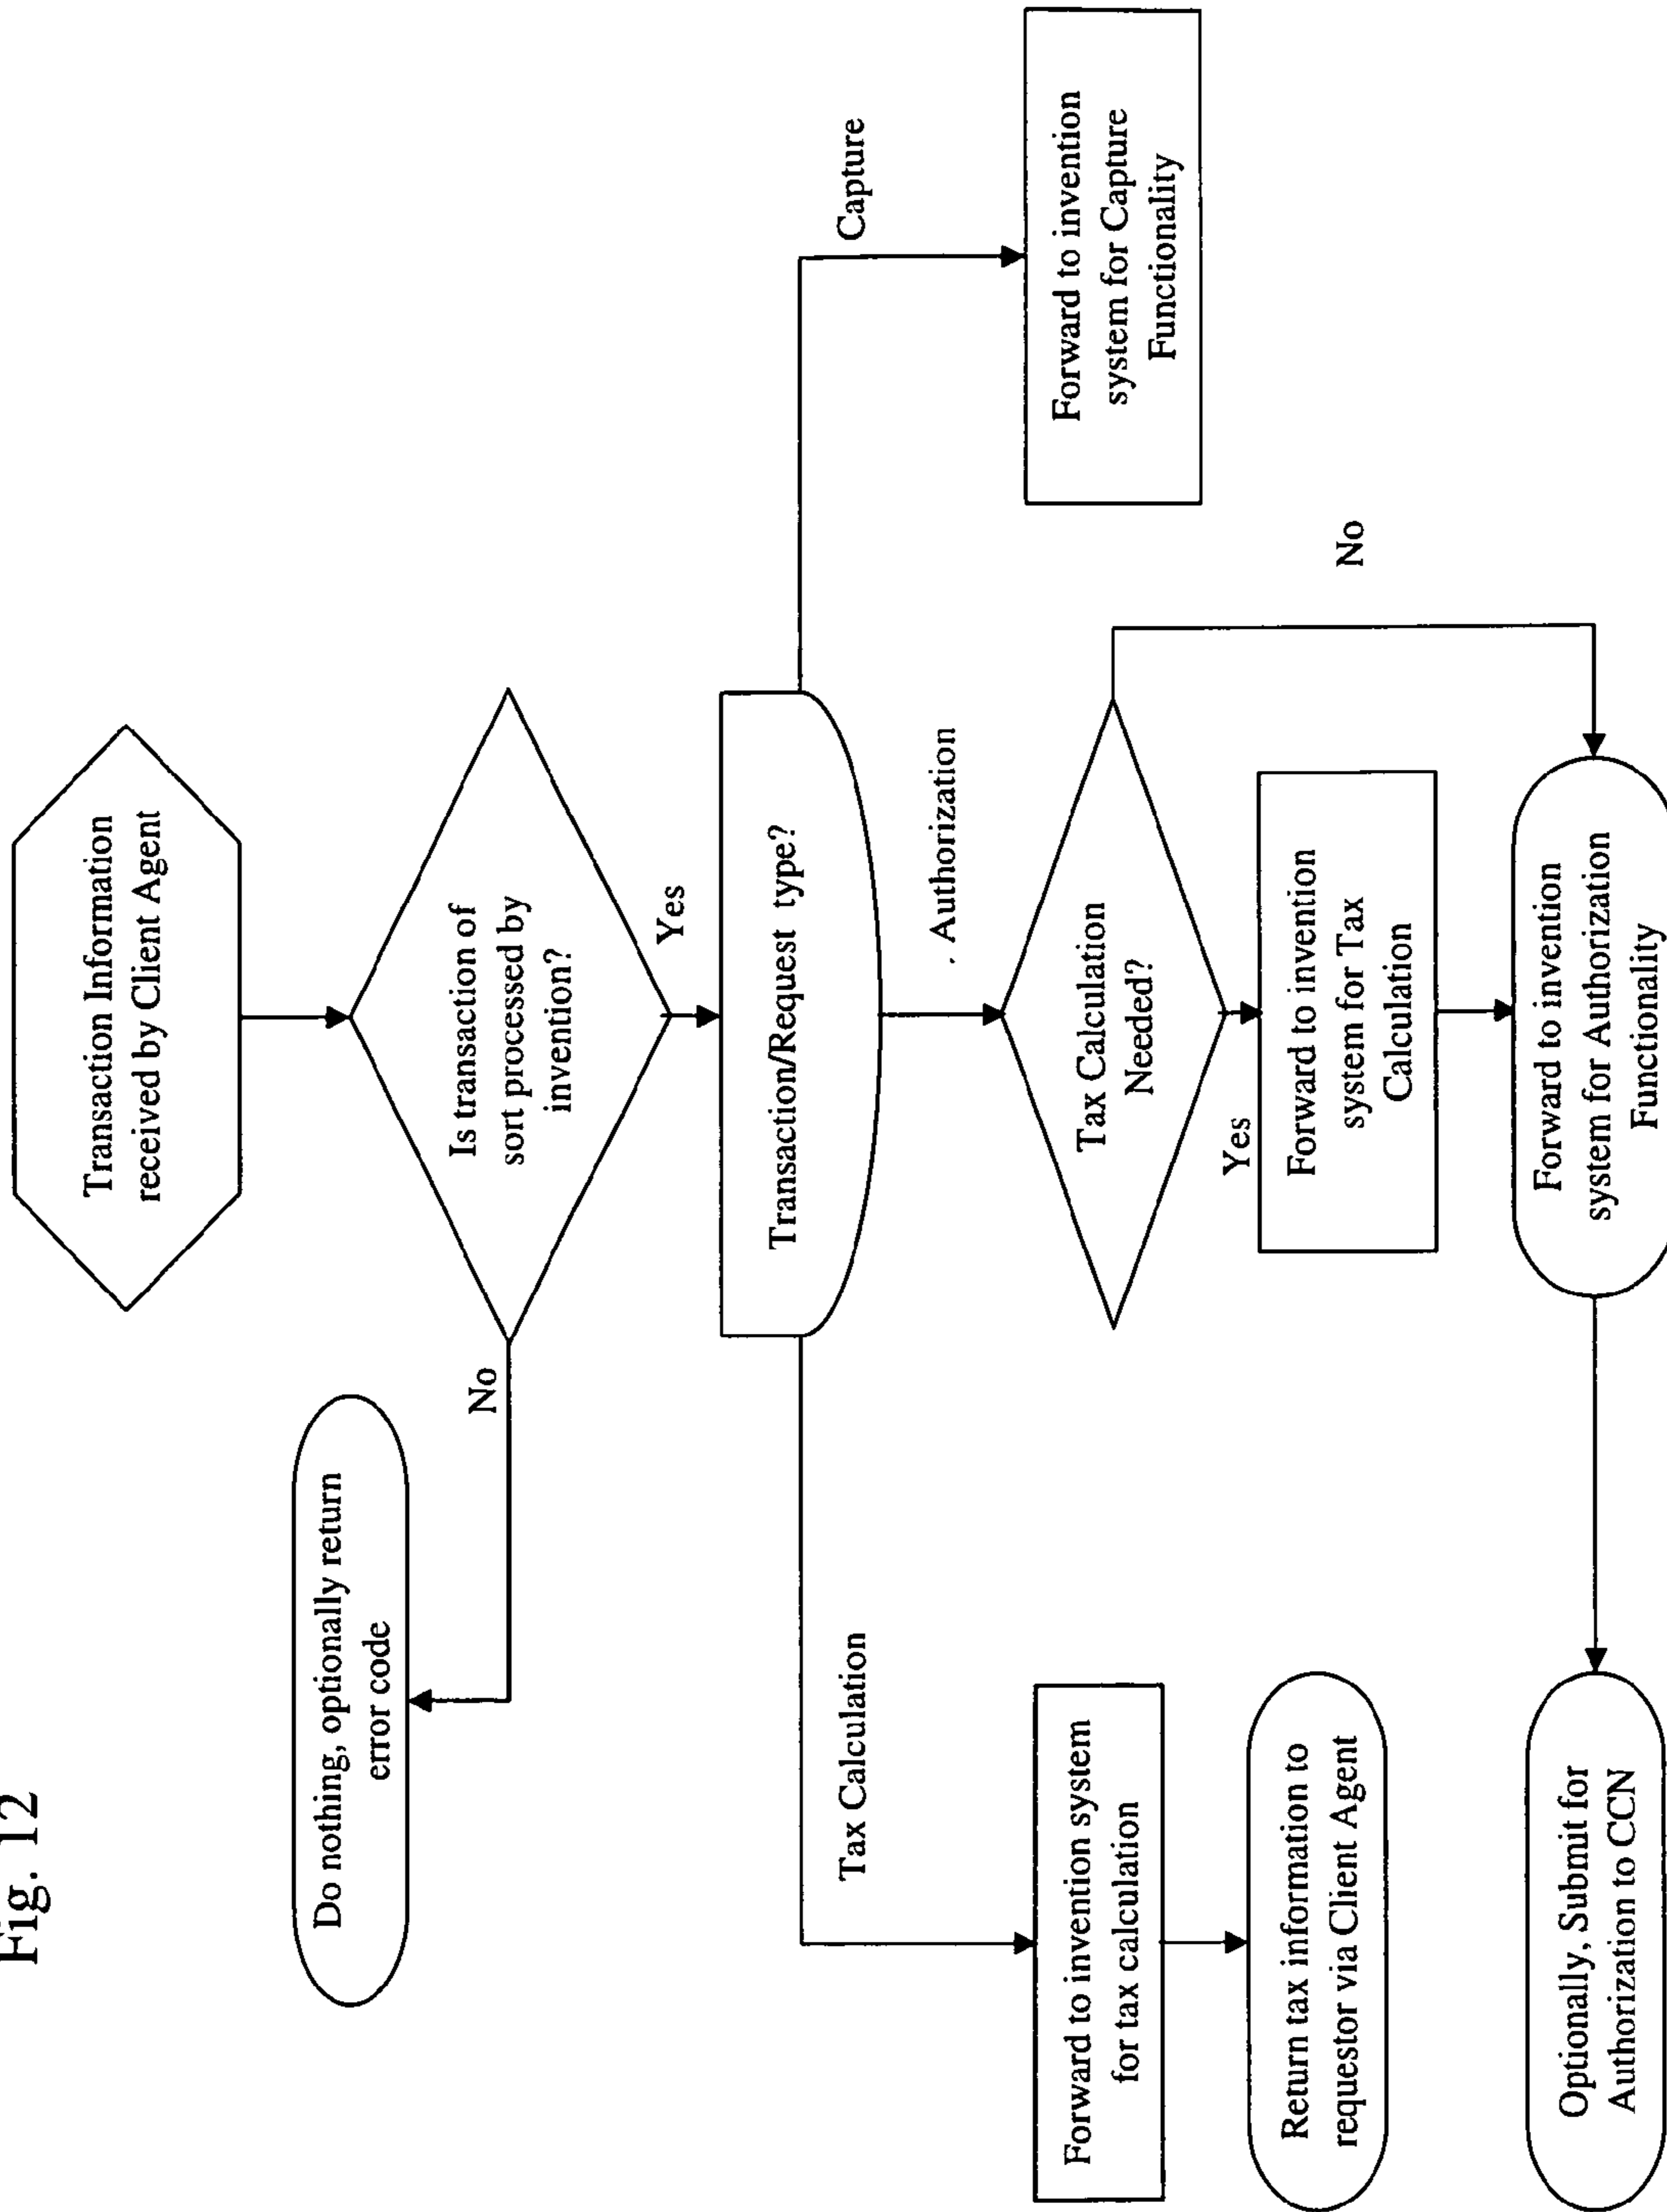 Fig. 12
Transaction Information
received by Client Agent
Do nothing, optionally return
error code
No
Is transaction of
sort processed by
invention?
Yes
Transaction/Request type?
Tax Calculation
Authorization
Capture
Forward to invention system
for tax calculation
Return tax information to
requestor via Client Agent
Tax Calculation
Needed?
Yes
No
Forward to invention
system for Capture
Functionality
Forward to invention
system for Tax
Calculation
Forward to invention
system for Authorization
Functionality
Optionally, Submit for
Authorization to CCN